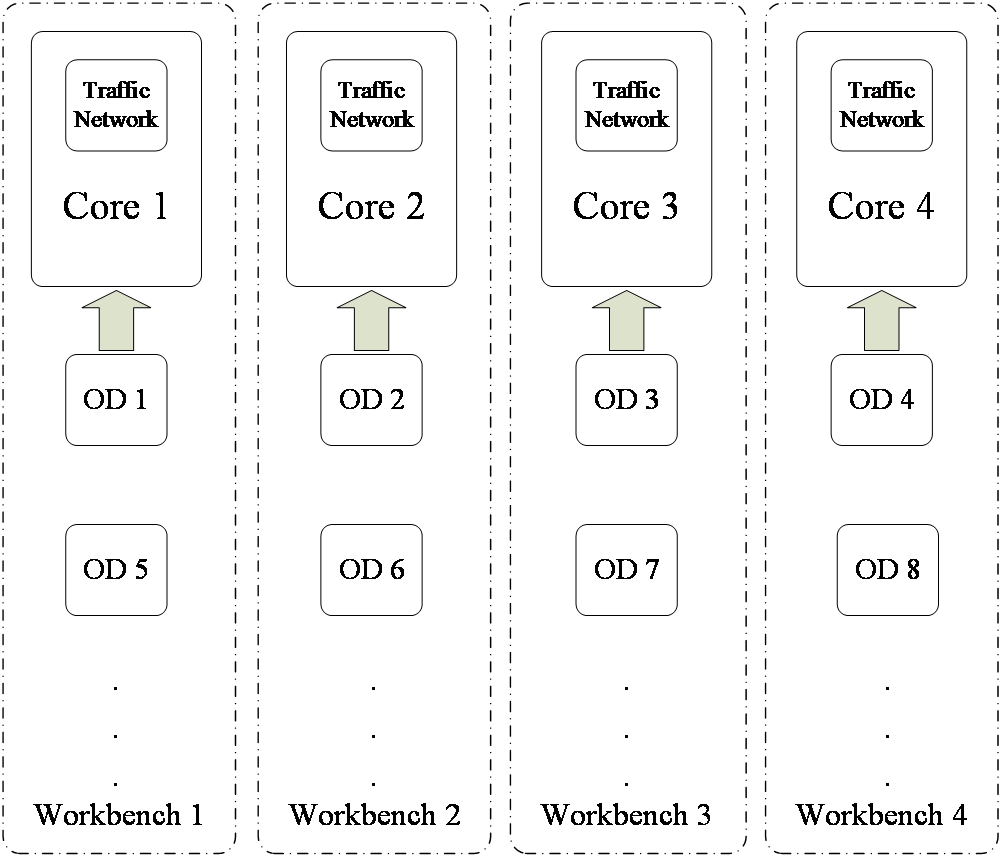 Traffic
Network
Core 1
OD 1
OD 5
.
.
.
Workbench 1
Traffic
Network
Core 2
OD 2
OD 6
.
.
.
Workbench 2
Traffic
Network
Core 3
OD 3
OD 7
.
.
.
Workbench 3
Traffic
Network
Core 4
OD 4
OD 8
.
.
.
Workbench 4